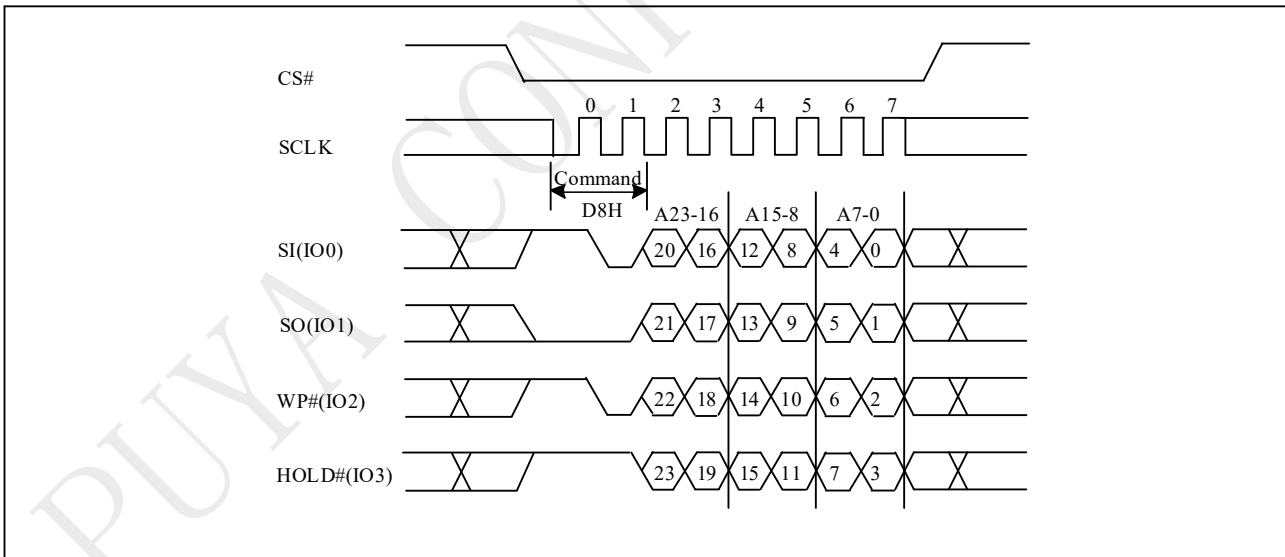 CS#
0 1 2 3 4 5 6 7
SCLK
Command
D8H
A23-16 A15-8 A7-0
SI(IO0) 20 16 12 8 4 0
SO(IO1) 21 17 13 9 5 1
WP#(IO2) 22 18 14 10 6 2
HOLD#(IO3) 23 19 15 11 7 3
PUYA